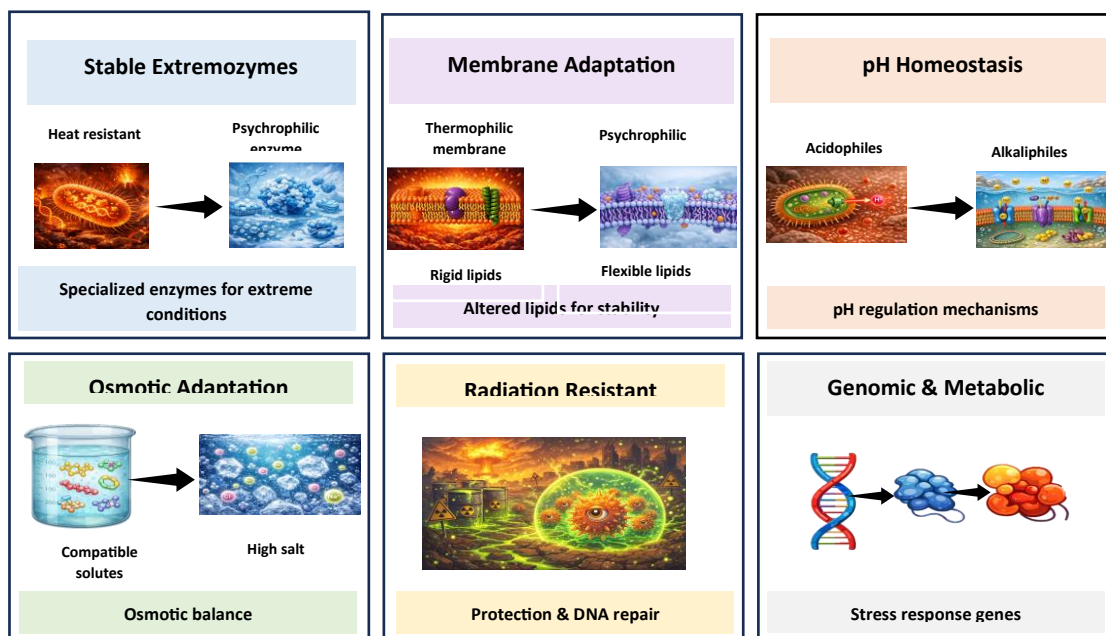 Stable Extremozymes
Heat resistant
Psychrophilic
enzyme
Specialized enzymes for extreme
conditions
Membrane Adaptation
Thermophilic
membrane
Psychrophilic
Rigid lipids
Flexible lipids
Altered lipids for stability
pH Homeostasis
Acidophiles
Alkaliphiles
pH regulation mechanisms
Osmotic Adaptation
Compatible
solutes
High salt
Osmotic balance
Radiation Resistant
Protection & DNA repair
Genomic & Metabolic
Stress response genes